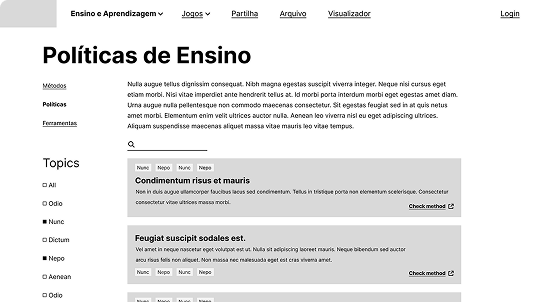 Ensino e Aprendizagem
Jogos
Partilha
Arquivo
Visualizador
Login
Políticas de Ensino
Métodos
Políticas
Ferramentas
Nulla augue tellus dignissim consequat. Nibh magna egestas suscipit viverra integer. Neque nisi cursus eget
etiam morbi. Nisi vitae imperdiet ante hendrerit tellus at. Id morbi porta interdum morbi eget egestas amet diam.
Urna augue nulla pellentesque non commodo maecenas consectetur. Sit egestas feugiat sed in at quis netus
amet morbi. Elementum enim velit ultrices auctor nulla. Aenean leo viverra nisl eu eget adipiscing ultrices.
Aliquam suspendisse maecenas aliquet massa vitae mauris leo vitae tempus.
Topics
All
Odio
Nunc
Dictum
Nepo
Aenean
Odio
Nunc Nepo Nunc Nepo
Condimentum risus et mauris
Non in duis augue ullamcorper faucibus lacus sed condimentum. Tellus in tristique porta non elementum scelerisque. Consectetur
consectetur vitae ultrices massa morbi.
Check method
Feugiat suscipit sodales est.
Vel amet in neque nascetur eget volutpat est ut. Nulla sit adipiscing laoreet mauris. Neque bibendum sed auctor
arcu risus felis non aliquet. Non massa nec malesuada eget est cras viverra amet.
Nunc Nepo Nunc Nepo
Check method
Nunc Nepo Nunc Nepo